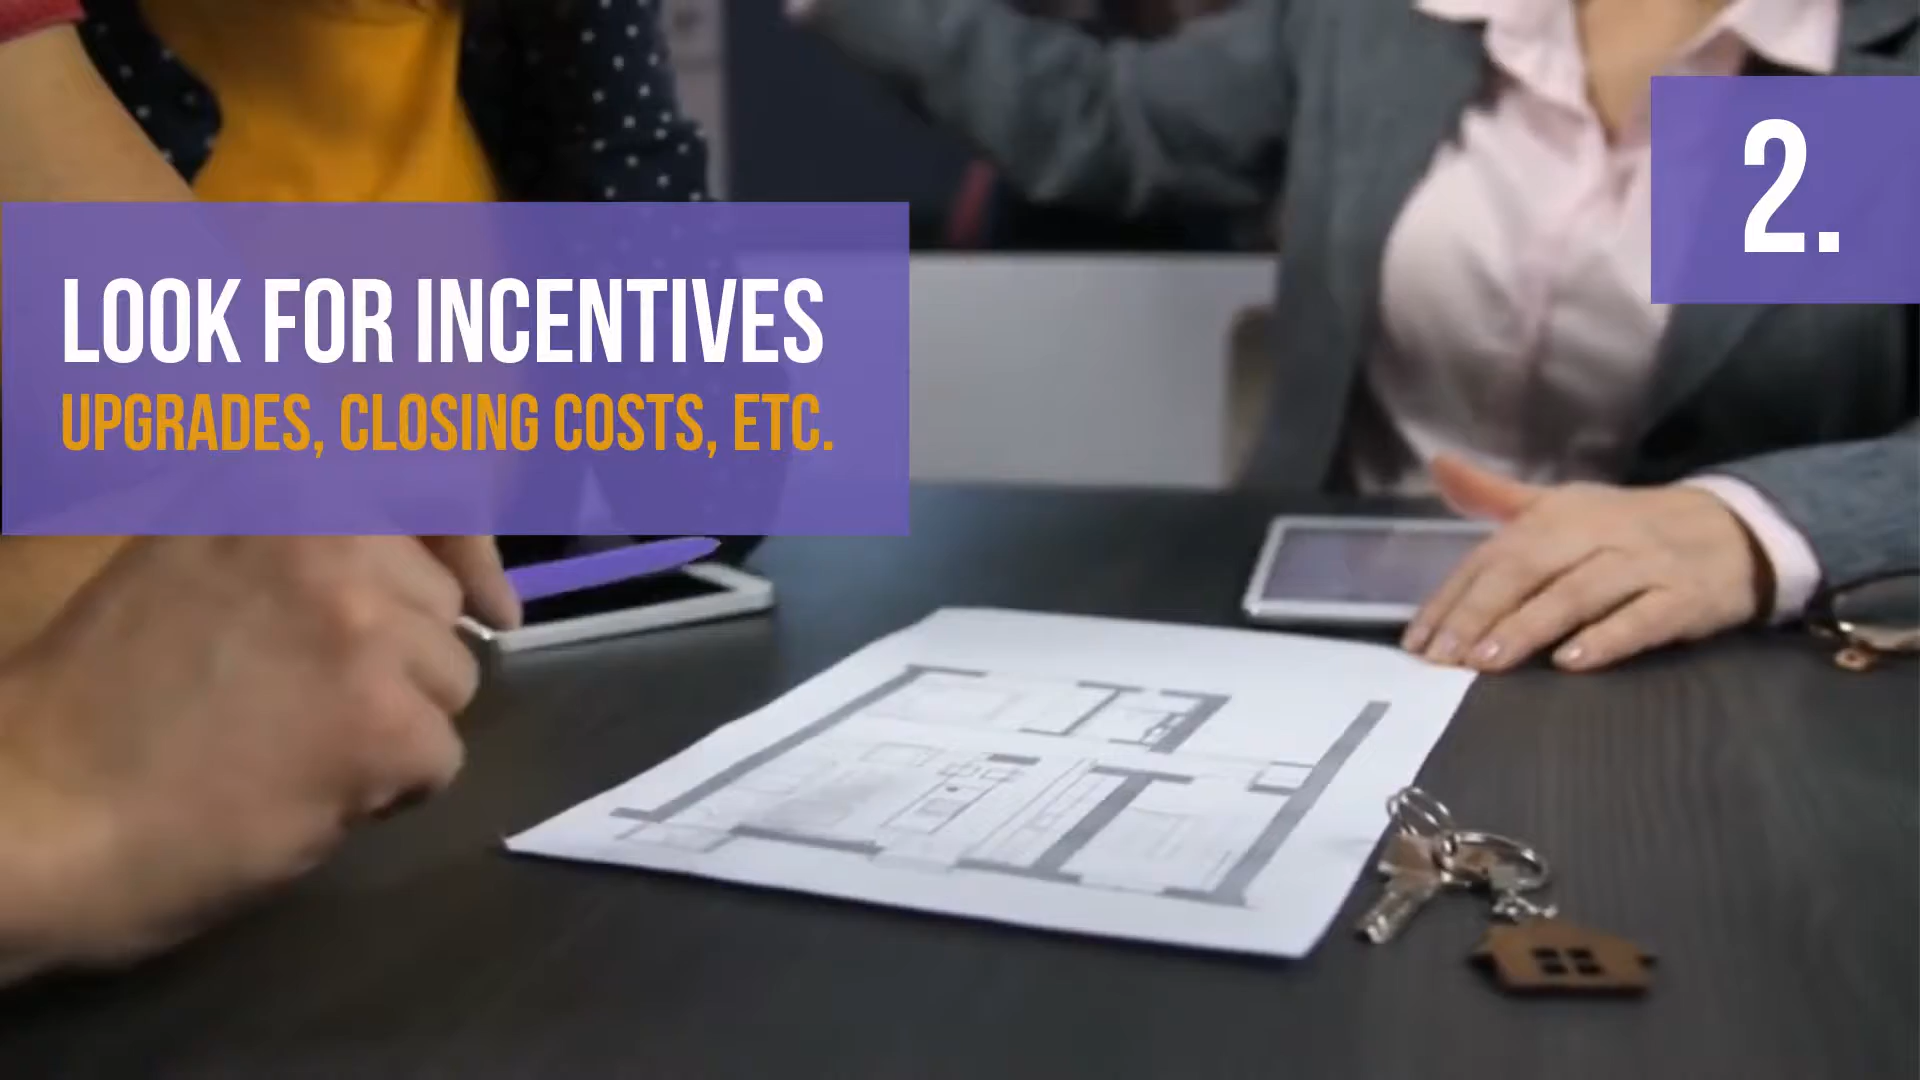 2.
LOOK FOR INCENTIVES
UPGRADES, CLOSING COSTS, ETC.